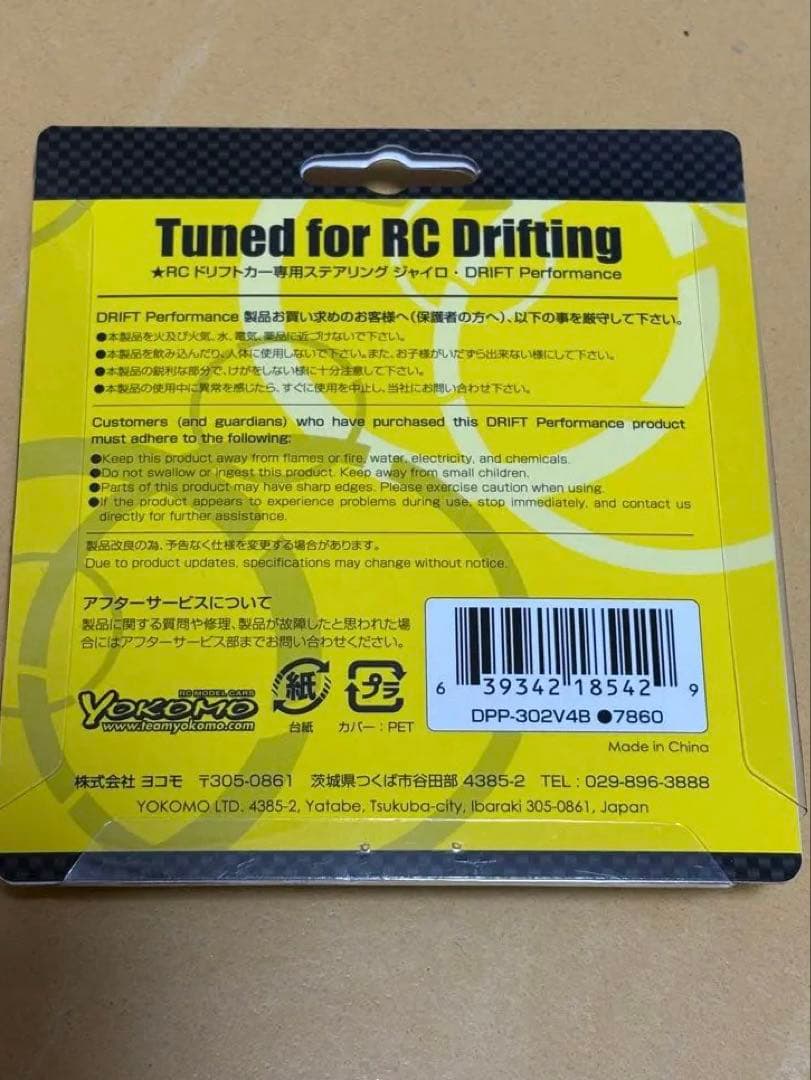 Tuned for RC Drifting
★RCドリフトカー専用ステアリング ジャイロ・DRIFT Performance
DRIFT Performance 製品お買い求めのお客様へ(保護者の方へ)、以下の事を厳守して下さい。
●本製品を火及び火気、水、電気、薬品に近づけないで下さい。
●本製品を飲み込んだり、人体に使用しないで下さい。また、お子様がいたずら出来ない様にして下さい。
●本製品の鋭利な部分で、けがをしない様に十分注意して下さい。
●本製品の使用中に異常を感じたら、すぐに使用を中止し、当社にお問い合わせ下さい。
Customers (and guardians) who have purchased this DRIFT Performance product
must adhere to the following:
●Keep this product away from flames or fire, water, electricity, and chemicals.
●Do not swallow or ingest this product. Keep away from small children.
●Parts of this product may have sharp edges. Please exercise caution when using.
●If the product appears to experience problems during use, stop immediately, and contact us
directly for further assistance.
製品改良の為、予告なく仕様を変更する場合があります。
Due to product updates, specifications may change without notice.
アフターサービスについて
製品に関する質問や修理、製品が故障したと思われた場
合にはアフターサービス部までお問い合わせください。
RC MODEL CARS
YOKOMO
www.teamyokomo.com
紙
台紙
プラ
カバー：PET
6 39342 18542 9
DPP-302V4B ●7860
Made in China
株式会社 ヨコモ 〒305-0861 茨城県つくば市谷田部 4385-2 TEL : 029-896-3888
YOKOMO LTD. 4385-2, Yatabe, Tsukuba-city, Ibaraki 305-0861, Japan